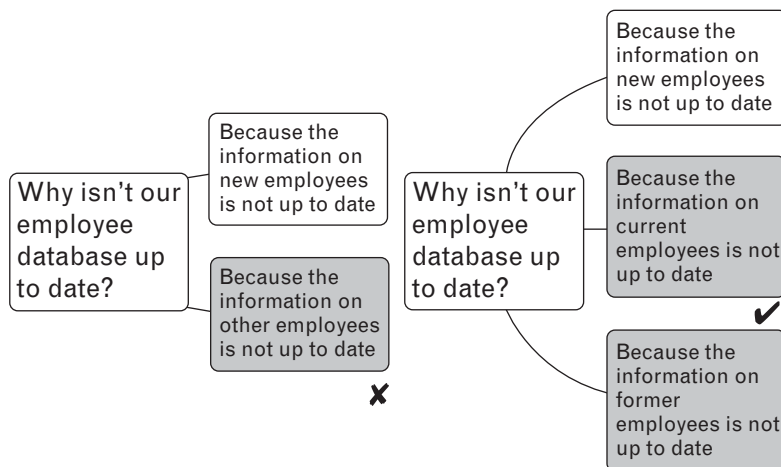 Why isn't our
employee
database up
to date?
Because the
information on
new employees
is not up to date
Because the
information on
other employees
is not up to date
✘
Why isn't our
employee
database up
to date?
Because the
information on
new employees
is not up to date
Because the
information on
current
employees is not
up to date
✔
Because the
information on
former
employees is not
up to date